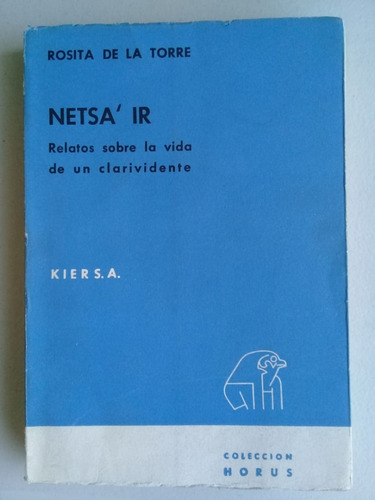 ROSITA DE LA TORRE
NETSA' IR
Relatos sobre la vida
de un clarividente
KIER S.A.
COLECCION
HORUS